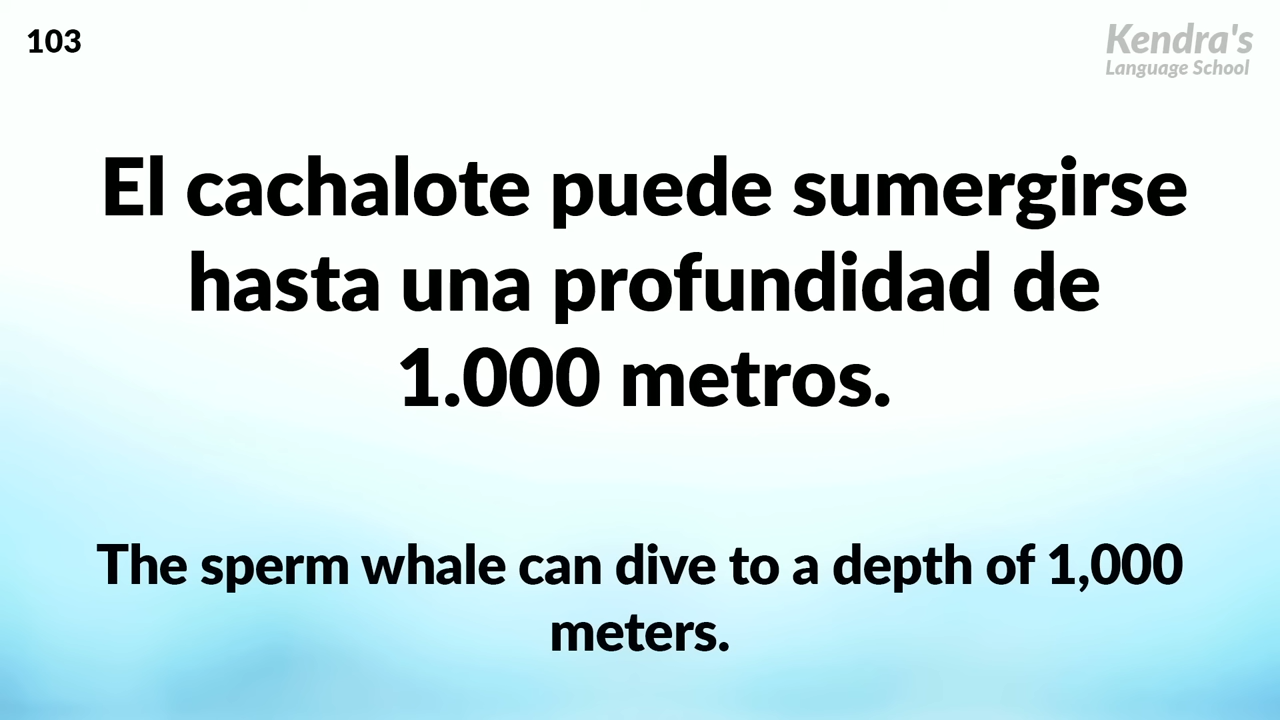 103
Kendra's
Language School
El cachalote puede sumergirse
hasta una profundidad de
1.000 metros.
The sperm whale can dive to a depth of 1,000
meters.